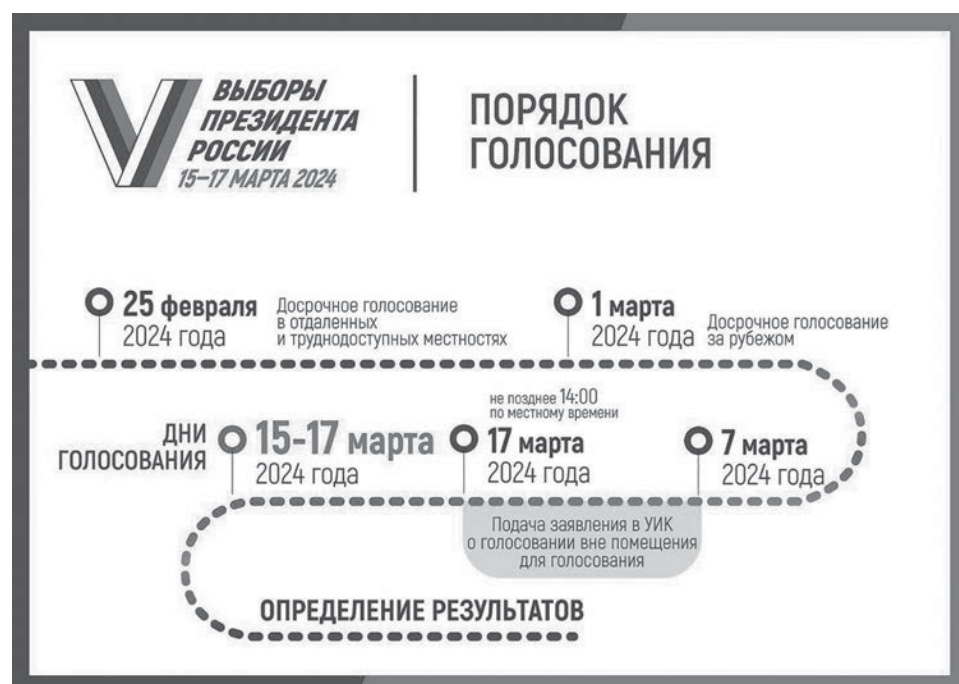 ВЫБОРЫ
ПРЕЗИДЕНТА
РОССИИ
15–17 МАРТА 2024
ПОРЯДОК
ГОЛОСОВАНИЯ
25 февраля
2024 года
Досрочное голосование
в отдаленных
и труднодоступных местностях
1 марта
2024 года
Досрочное голосование
за рубежом
ДНИ
ГОЛОСОВАНИЯ
15-17 марта
2024 года
не позднее 14:00
по местному времени
17 марта
2024 года
7 марта
2024 года
Подача заявления в УИК
о голосовании вне помещения
для голосования
ОПРЕДЕЛЕНИЕ РЕЗУЛЬТАТОВ